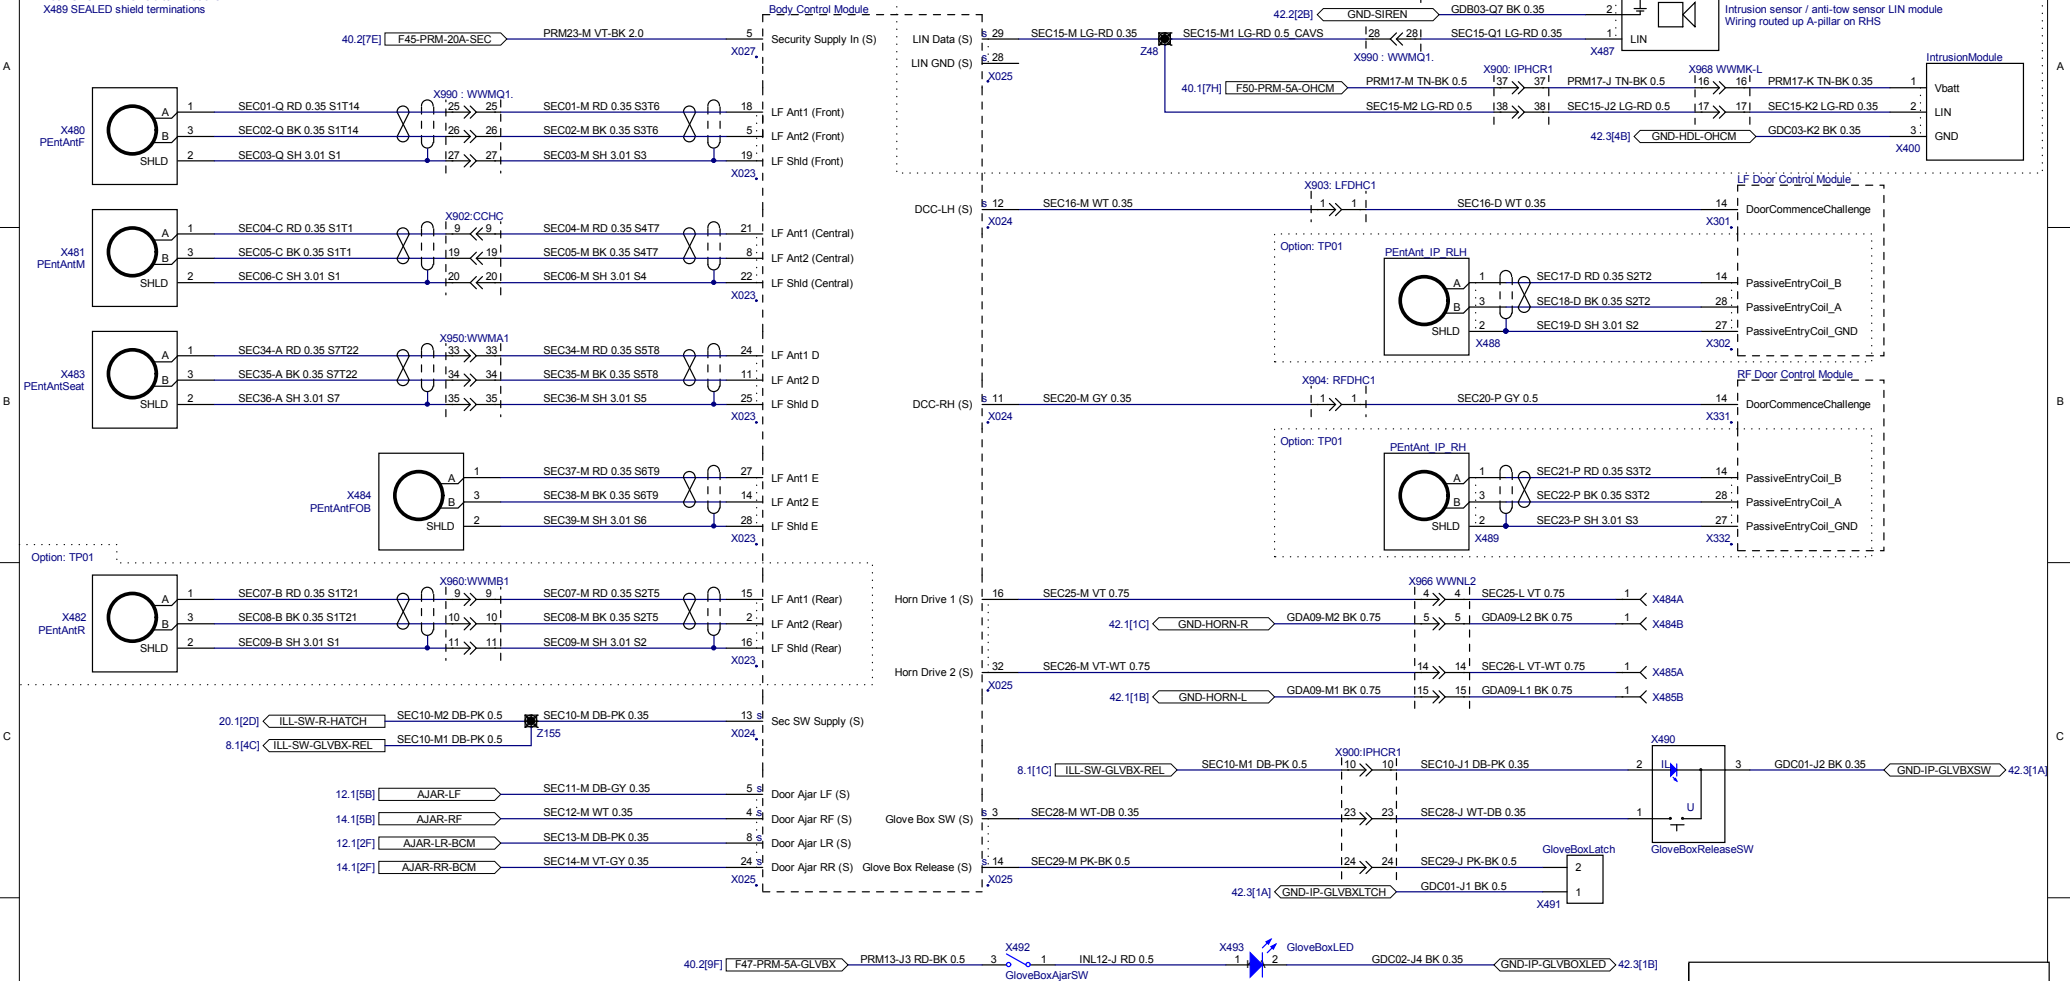 X489 SEALED shield terminations
Body Control Module
42.2[2B] GND-SIREN GDB03-Q7 BK 0.35 2
Intrusion sensor / anti-tow sensor LIN module
Wiring routed up A-pillar on RHS
40.2[7E] F45-PRM-20A-SEC PRM23-M VT-BK 2.0 5 Security Supply In (S)
X027
LIN Data (S) s 29 SEC15-M LG-RD 0.35 Z48 SEC15-M1 LG-RD 0.5 CAVS 28 28 SEC15-Q1 LG-RD 0.35 1 LIN
X990 : WWMQ1. X487
LIN GND (S) s 28
X025
IntrusionModule
X900: IPHCR1 X968 WWMK-L
40.1[7H] F50-PRM-5A-OHCM PRM17-M TN-BK 0.5 37 37 PRM17-J TN-BK 0.5 16 16 PRM17-K TN-BK 0.35 1 Vbatt
SEC15-M2 LG-RD 0.5 38 38 SEC15-J2 LG-RD 0.5 17 17 SEC15-K2 LG-RD 0.35 2 LIN
42.3[4B] GND-HDL-OHCM GDC03-K2 BK 0.35 3 GND
X400
A
A
X990 : WWMQ1.
X480
PEntAntF
A 1 SEC01-Q RD 0.35 S1T14 25 25 SEC01-M RD 0.35 S3T6 18 LF Ant1 (Front)
B 3 SEC02-Q BK 0.35 S1T14 26 26 SEC02-M BK 0.35 S3T6 5 LF Ant2 (Front)
SHLD 2 SEC03-Q SH 3.01 S1 27 27 SEC03-M SH 3.01 S3 19 LF Shld (Front)
X023
X902:CCHC
X481
PEntAntM
A 1 SEC04-C RD 0.35 S1T1 9 9 SEC04-M RD 0.35 S4T7 21 LF Ant1 (Central)
B 3 SEC05-C BK 0.35 S1T1 19 19 SEC05-M BK 0.35 S4T7 8 LF Ant2 (Central)
SHLD 2 SEC06-C SH 3.01 S1 20 20 SEC06-M SH 3.01 S4 22 LF Shld (Central)
X023
X903: LFDHC1
LF Door Control Module
DCC-LH (S) s 12 SEC16-M WT 0.35 1 1 SEC16-D WT 0.35 14 DoorCommenceChallenge
X024 X301
Option: TP01
PEntAnt_IP_RLH
A 1 SEC17-D RD 0.35 S2T2 14 PassiveEntryCoil_B
B 3 SEC18-D BK 0.35 S2T2 28 PassiveEntryCoil_A
SHLD 2 SEC19-D SH 3.01 S2 27 PassiveEntryCoil_GND
X488 X302
X950:WWMA1
X483
PEntAntSeat
A 1 SEC34-A RD 0.35 S7T22 33 33 SEC34-M RD 0.35 S5T8 24 LF Ant1 D
B 3 SEC35-A BK 0.35 S7T22 34 34 SEC35-M BK 0.35 S5T8 11 LF Ant2 D
SHLD 2 SEC36-A SH 3.01 S7 35 35 SEC36-M SH 3.01 S5 25 LF Shld D
X023
B
B
X904: RFDHC1
RF Door Control Module
DCC-RH (S) s 11 SEC20-M GY 0.35 1 1 SEC20-P GY 0.5 14 DoorCommenceChallenge
X024 X331
Option: TP01
PEntAnt_IP_RH
A 1 SEC21-P RD 0.35 S3T2 14 PassiveEntryCoil_B
B 3 SEC22-P BK 0.35 S3T2 28 PassiveEntryCoil_A
SHLD 2 SEC23-P SH 3.01 S3 27 PassiveEntryCoil_GND
X489 X332
X484
PEntAntFOB
A 1 SEC37-M RD 0.35 S6T9 27 LF Ant1 E
B 3 SEC38-M BK 0.35 S6T9 14 LF Ant2 E
SHLD 2 SEC39-M SH 3.01 S6 28 LF Shld E
X023
Option: TP01
X960:WWMB1
X482
PEntAntR
A 1 SEC07-B RD 0.35 S1T21 9 9 SEC07-M RD 0.35 S2T5 15 LF Ant1 (Rear)
B 3 SEC08-B BK 0.35 S1T21 10 10 SEC08-M BK 0.35 S2T5 2 LF Ant2 (Rear)
SHLD 2 SEC09-B SH 3.01 S1 11 11 SEC09-M SH 3.01 S2 16 LF Shld (Rear)
X023
X966 WWNL2
Horn Drive 1 (S) 16 SEC25-M VT 0.75 4 4 SEC25-L VT 0.75 1 X484A
42.1[1C] GND-HORN-R GDA09-M2 BK 0.75 5 5 GDA09-L2 BK 0.75 1 X484B
Horn Drive 2 (S) 32 SEC26-M VT-WT 0.75 14 14 SEC26-L VT-WT 0.75 1 X485A
X025
42.1[1B] GND-HORN-L GDA09-M1 BK 0.75 15 15 GDA09-L1 BK 0.75 1 X485B
20.1[2D] ILL-SW-R-HATCH SEC10-M2 DB-PK 0.5 SEC10-M DB-PK 0.35 13 s Sec SW Supply (S)
Z155 X024
8.1[4C] ILL-SW-GLVBX-REL SEC10-M1 DB-PK 0.5
C
C
X900:IPHCR1 X490
8.1[1C] ILL-SW-GLVBX-REL SEC10-M1 DB-PK 0.5 10 10 SEC10-J1 DB-PK 0.35 2 IL 3 GDC01-J2 BK 0.35 GND-IP-GLVBXSW 42.3[1A]
12.1[5B] AJAR-LF SEC11-M DB-GY 0.35 5 s Door Ajar LF (S)
14.1[5B] AJAR-RF SEC12-M WT 0.35 4 s Door Ajar RF (S)
Glove Box SW (S) s 3 SEC28-M WT-DB 0.35 23 23 SEC28-J WT-DB 0.35 1 U
12.1[2F] AJAR-LR-BCM SEC13-M DB-PK 0.35 8 s Door Ajar LR (S)
GloveBoxLatch GloveBoxReleaseSW
14.1[2F] AJAR-RR-BCM SEC14-M VT-GY 0.35 24 s Door Ajar RR (S)
X025
Glove Box Release (S) s 14 SEC29-M PK-BK 0.5 24 24 SEC29-J PK-BK 0.5 2
X025
42.3[1A] GND-IP-GLVBXLTCH GDC01-J1 BK 0.5 1
X491
X492 X493 GloveBoxLED
40.2[9F] F47-PRM-5A-GLVBX PRM13-J3 RD-BK 0.5 3 1 INL12-J RD 0.5 1 2 GDC02-J4 BK 0.35 GND-IP-GLVBOXLED 42.3[1B]
GloveBoxAjarSW